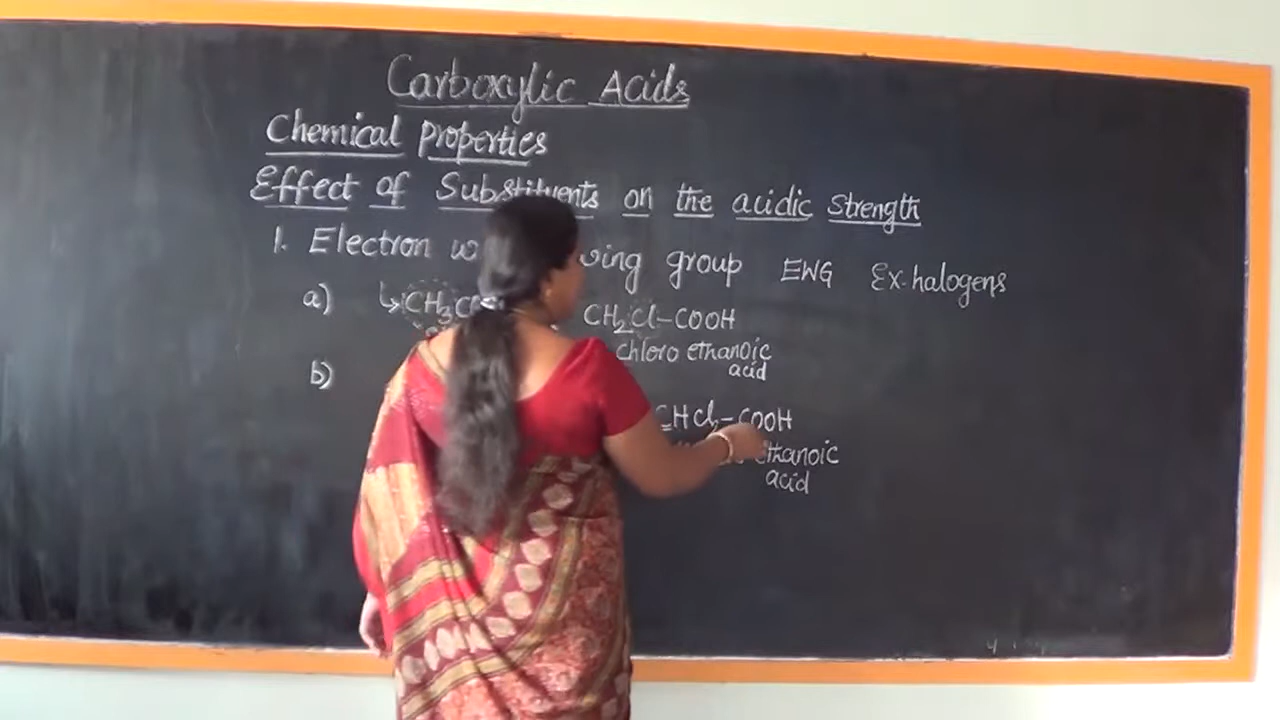 Carboxylic Acids
Chemical Properties
Effect of Substituents on the acidic strength
1. Electron group EWG Ex-halogens
a) ↳CH₃ CH₂Cl-COOH
chloro ethanoic
acid
b)
CHCl₂-COOH
ethanoic
acid